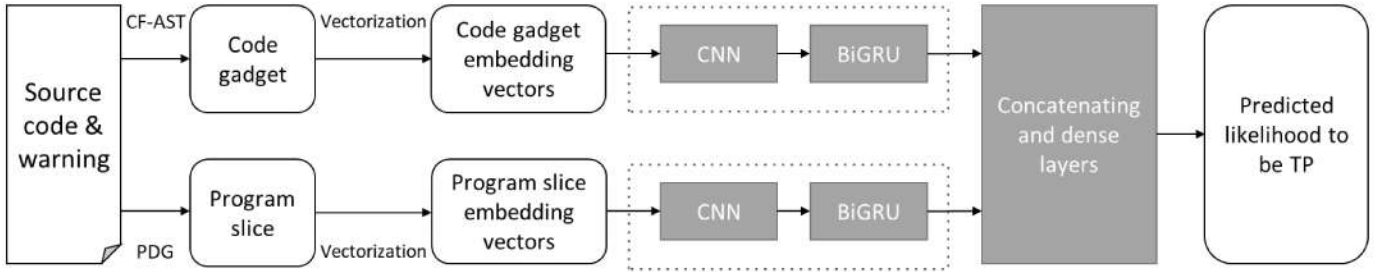 Source
code &
warning
CF-AST
Code
gadget
Vectorization
Code gadget
embedding
vectors
CNN
BiGRU
PDG
Program
slice
Vectorization
Program slice
embedding
vectors
CNN
BiGRU
Concatenating
and dense
layers
Predicted
likelihood to
be TP